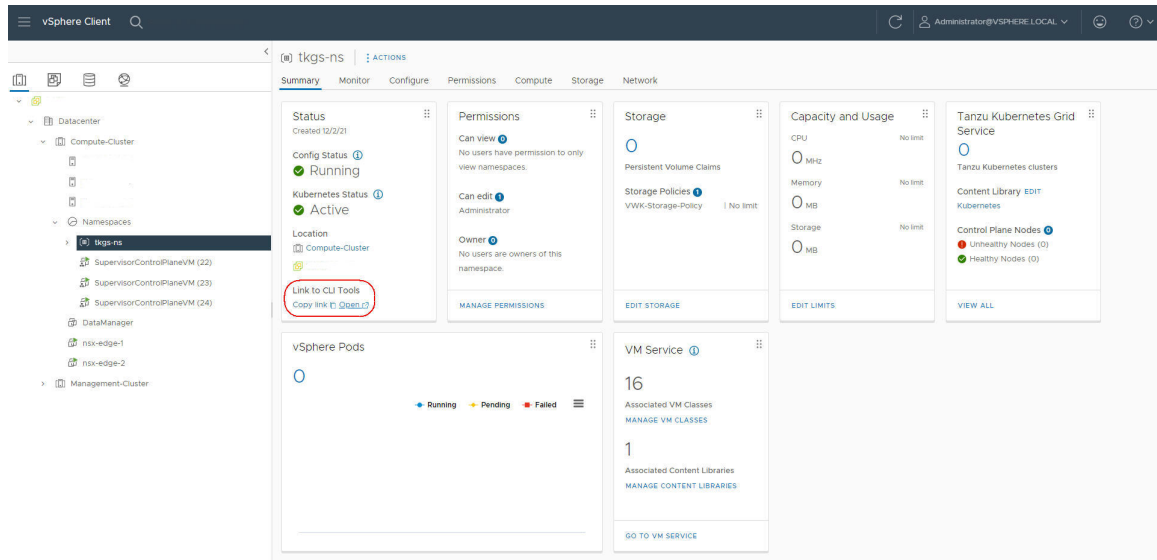 vSphere Client
Administrator@VSPHERE.LOCAL
Datacenter
Compute-Cluster
Namespaces
tkgs-ns
SupervisorControlPlaneVM (22)
SupervisorControlPlaneVM (23)
SupervisorControlPlaneVM (24)
DataManager
nsx-edge-1
nsx-edge-2
Management-Cluster
tkgs-ns
ACTIONS
Summary Monitor Configure Permissions Compute Storage Network
Status
Created 12/2/21
Config Status
Running
Kubernetes Status
Active
Location
Compute-Cluster
Link to CLI Tools
Copy link Open
Permissions
Can view 0
No users have permission to only
view namespaces.
Can edit 1
Administrator
Owner 0
No users are owners of this
namespace.
MANAGE PERMISSIONS
Storage
0
Persistent Volume Claims
Storage Policies 1
VWK-Storage-Policy | No limit
EDIT STORAGE
Capacity and Usage
CPU No limit
0 MHz
Memory No limit
0 MB
Storage No limit
0 MB
EDIT LIMITS
Tanzu Kubernetes Grid
Service
0
Tanzu Kubernetes clusters
Content Library EDIT
Kubernetes
Control Plane Nodes 0
Unhealthy Nodes (0)
Healthy Nodes (0)
VIEW ALL
vSphere Pods
0
Running Pending Failed
VM Service
16
Associated VM Classes
MANAGE VM CLASSES
1
Associated Content Libraries
MANAGE CONTENT LIBRARIES
GO TO VM SERVICE